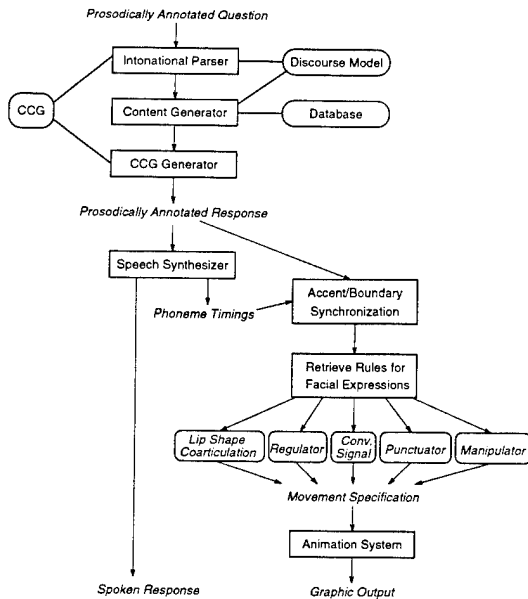 Prosodically Annotated Question
Intonational Parser
Discourse Model
CCG
Content Generator
Database
CCG Generator
Prosodically Annotated Response
Speech Synthesizer
Accent/Boundary
Synchronization
Phoneme Timings
Retrieve Rules for
Facial Expressions
Lip Shape
Coarticulation
Regulator
Conv.
Signal
Punctuator
Manipulator
Movement Specification
Animation System
Spoken Response
Graphic Output